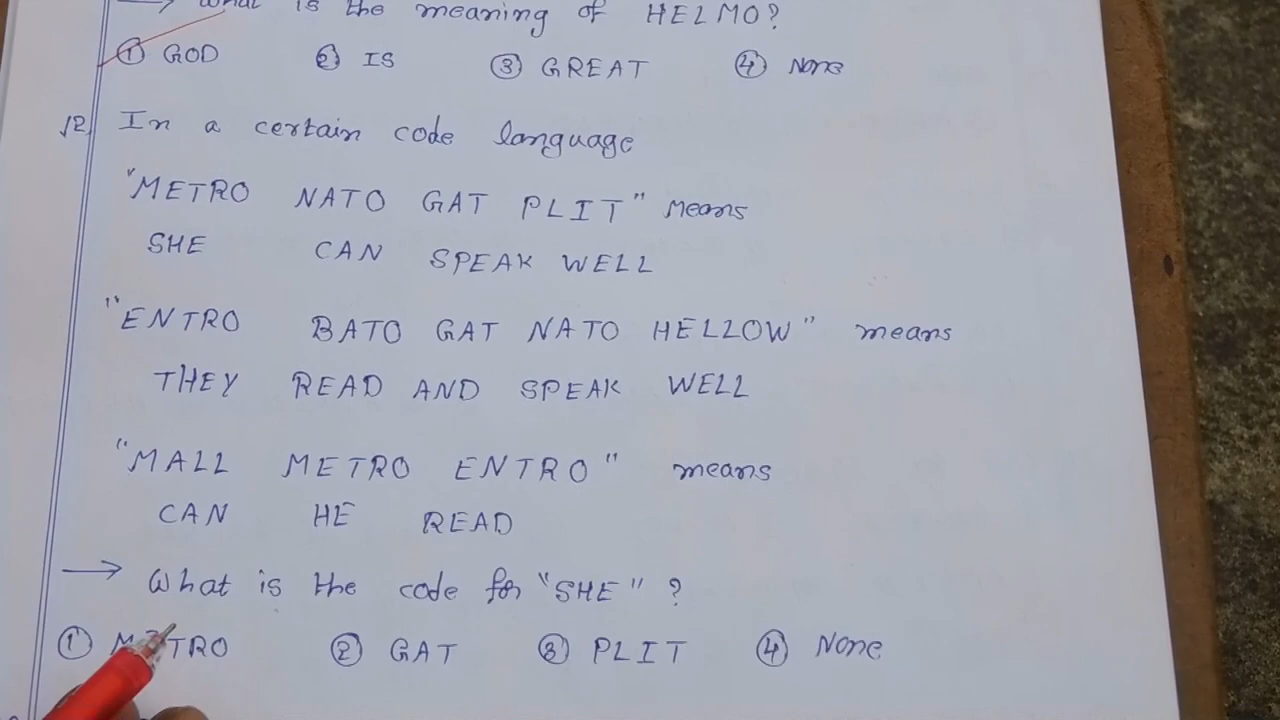 → What is the meaning of HELMO?
① GOD ② IS ③ GREAT ④ None
12) In a certain code language
"METRO NATO GAT PLIT" means
SHE CAN SPEAK WELL
"ENTRO BATO GAT NATO HELLOW" means
THEY READ AND SPEAK WELL
"MALL METRO ENTRO" means
CAN HE READ
→ What is the code for "SHE" ?
① METRO ② GAT ③ PLIT ④ None